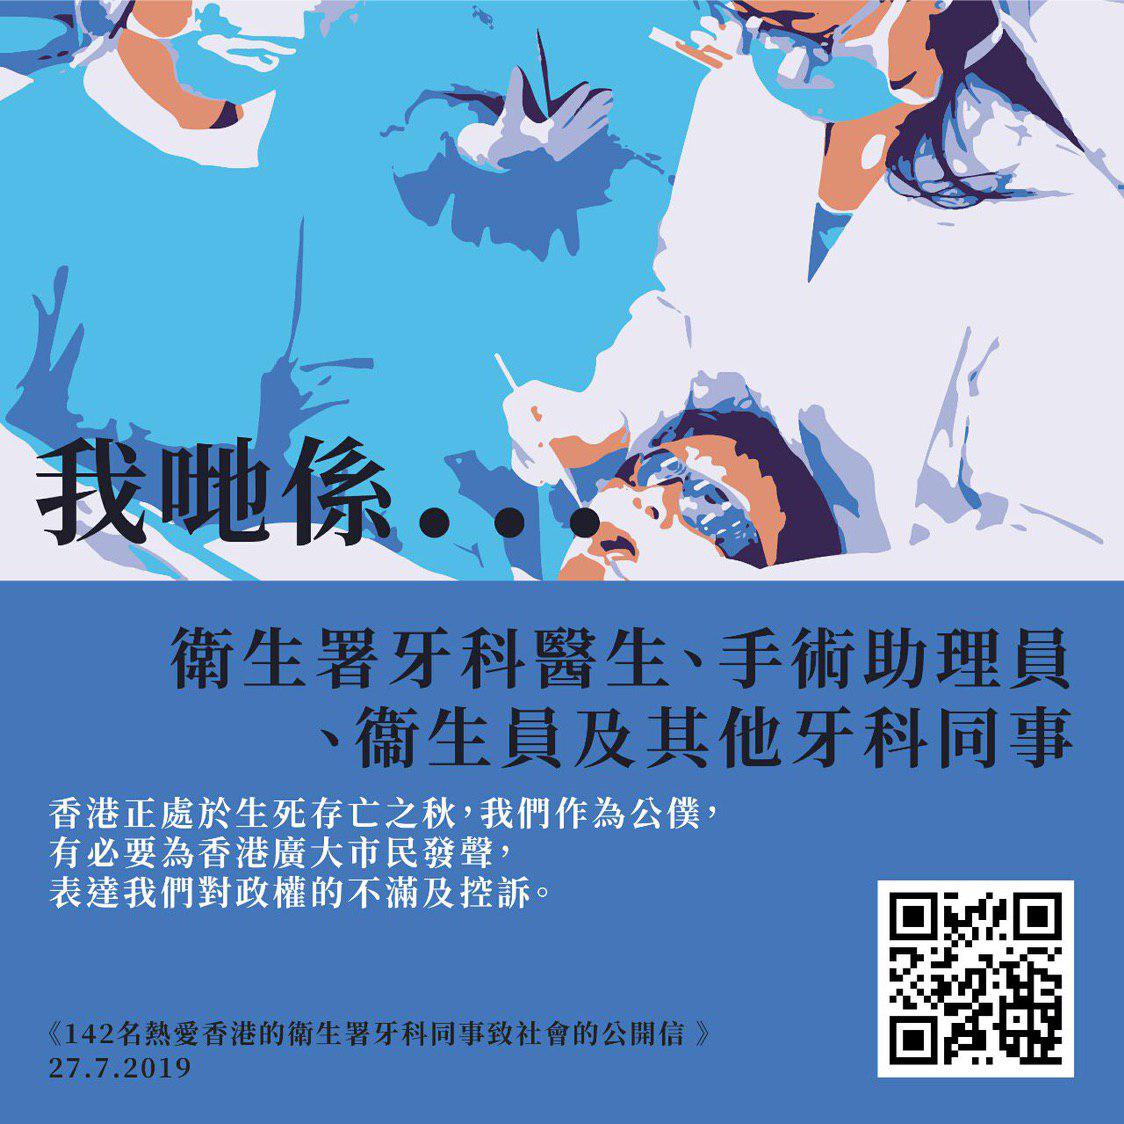 我哋係...
衛生署牙科醫生、手術助理員
、衞生員及其他牙科同事
香港正處於生死存亡之秋，我們作為公僕，
有必要為香港廣大市民發聲，
表達我們對政權的不滿及控訴。
《142名熱愛香港的衛生署牙科同事致社會的公開信 》
27.7.2019